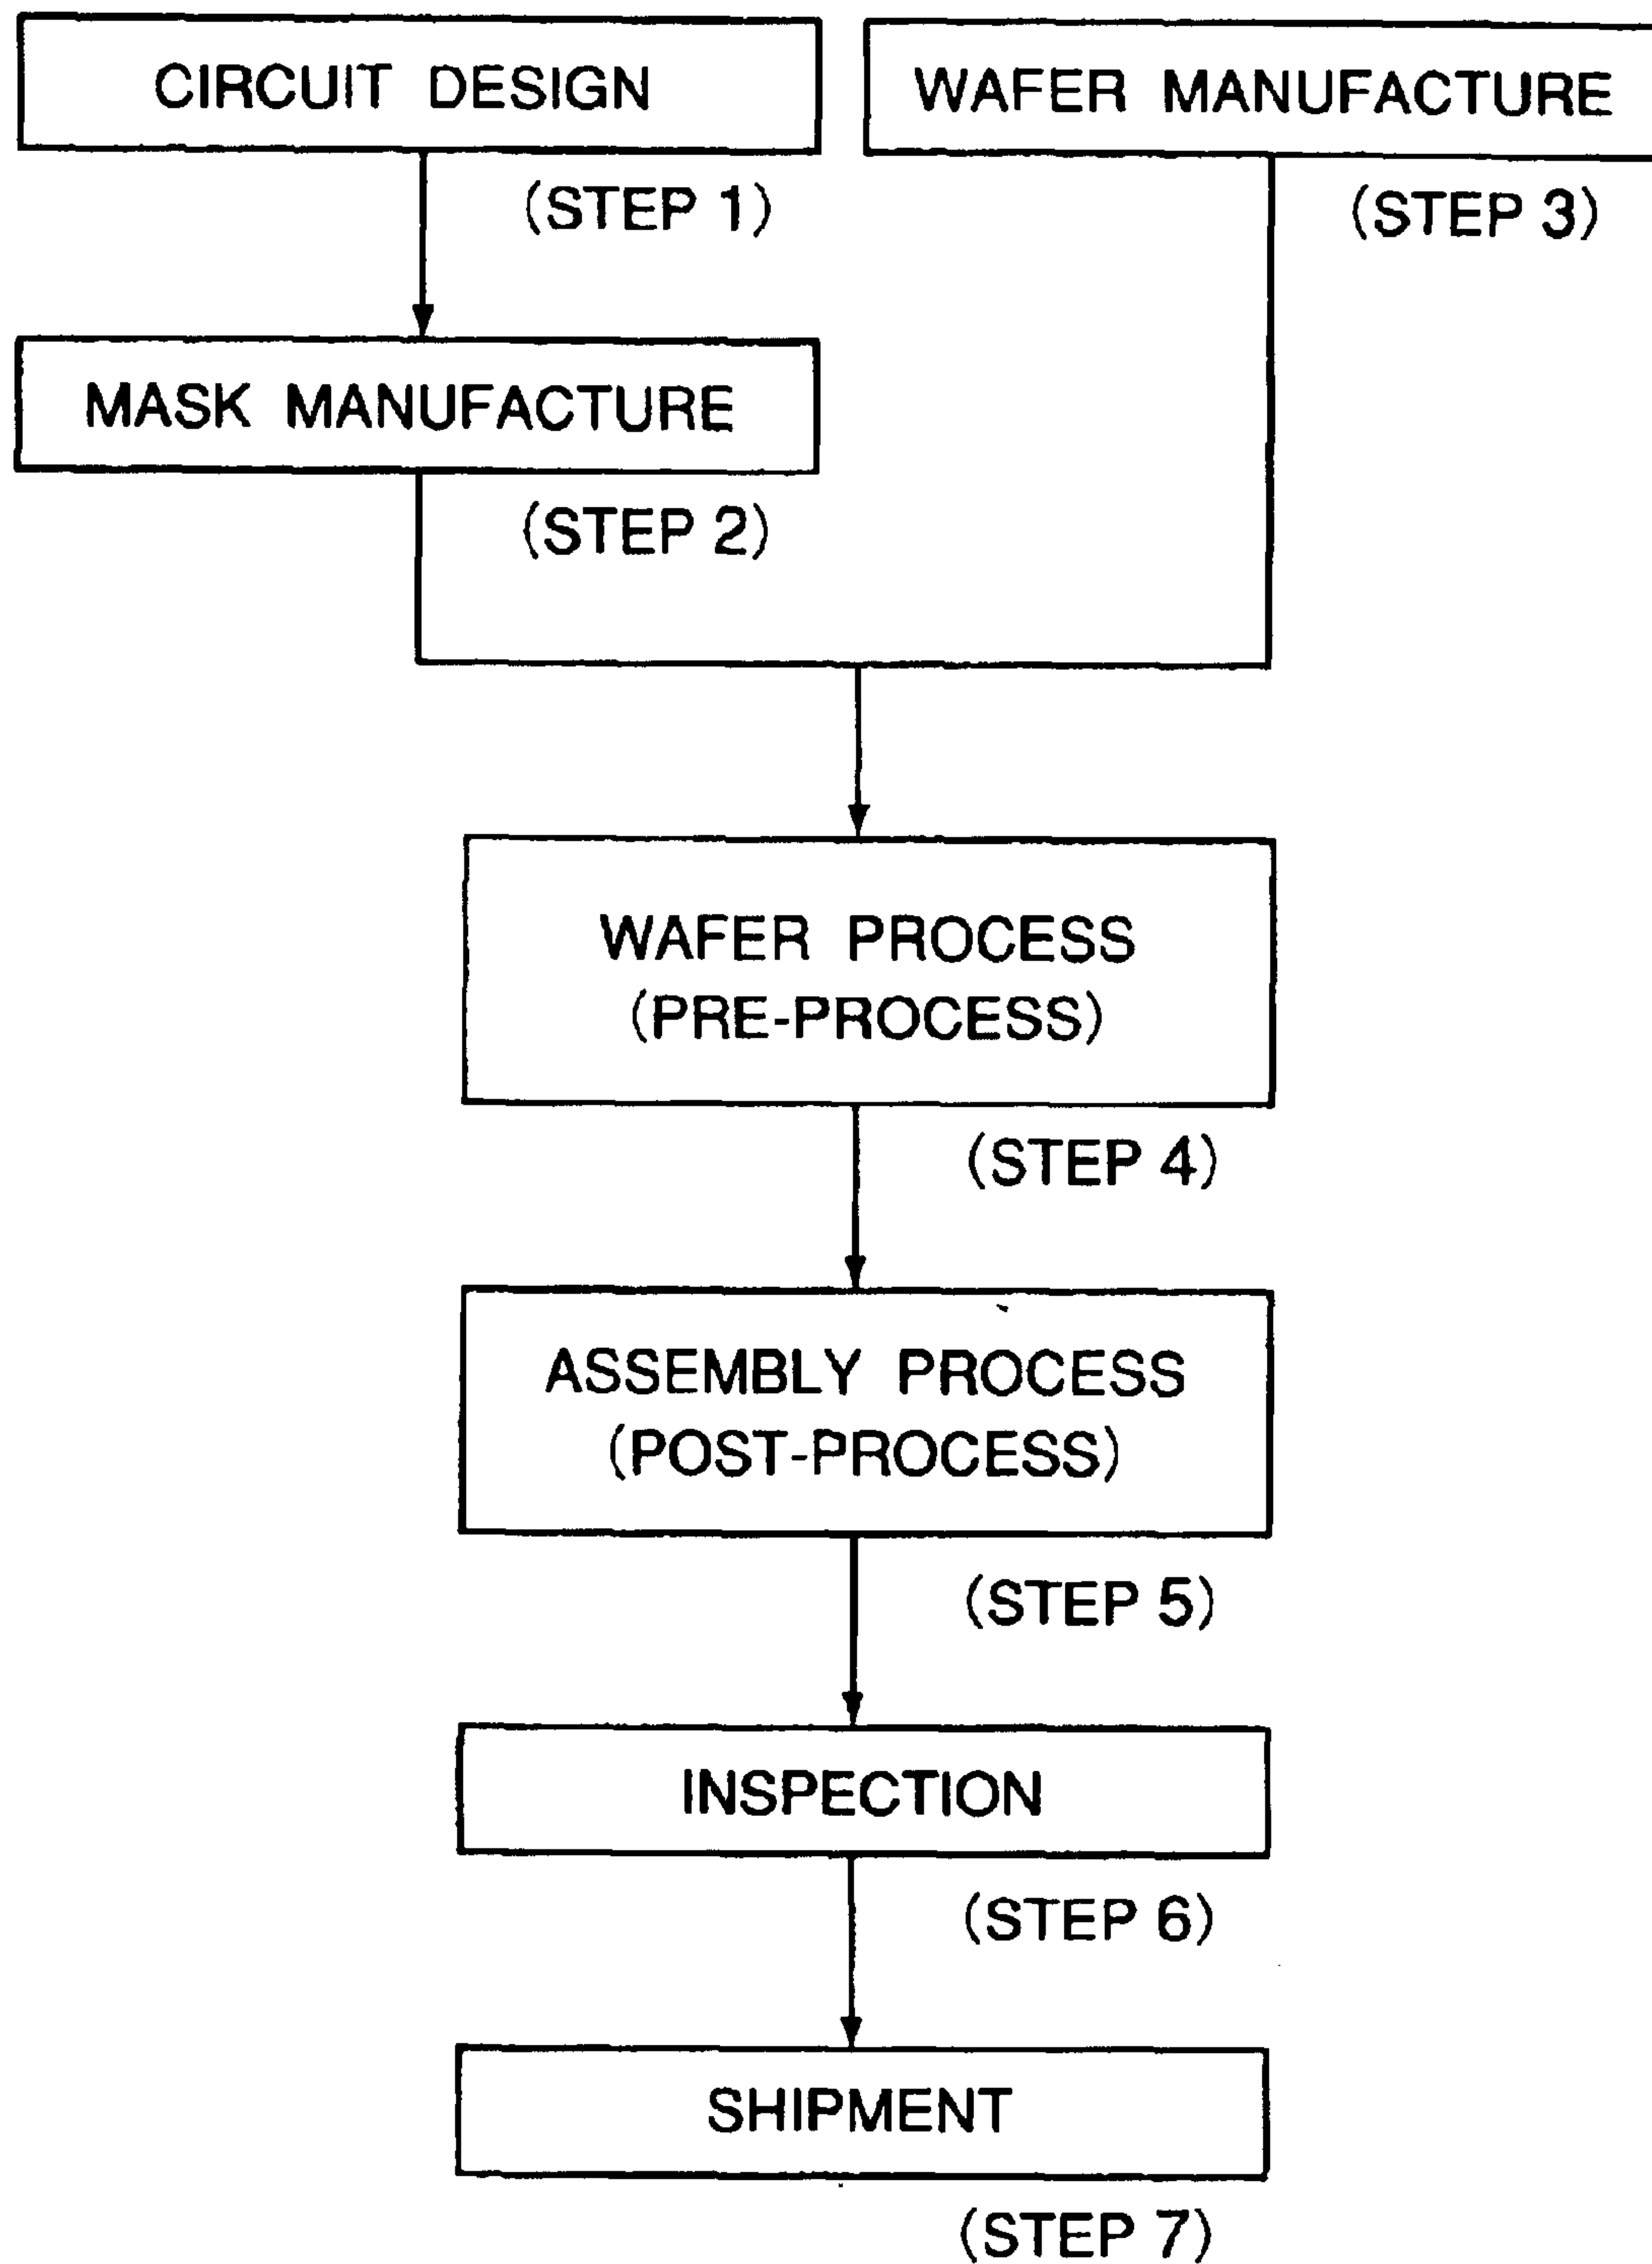 CIRCUIT DESIGN
(STEP 1)
WAFER MANUFACTURE
(STEP 3)
MASK MANUFACTURE
(STEP 2)
WAFER PROCESS
(PRE-PROCESS)
(STEP 4)
ASSEMBLY PROCESS
(POST-PROCESS)
(STEP 5)
INSPECTION
(STEP 6)
SHIPMENT
(STEP 7)